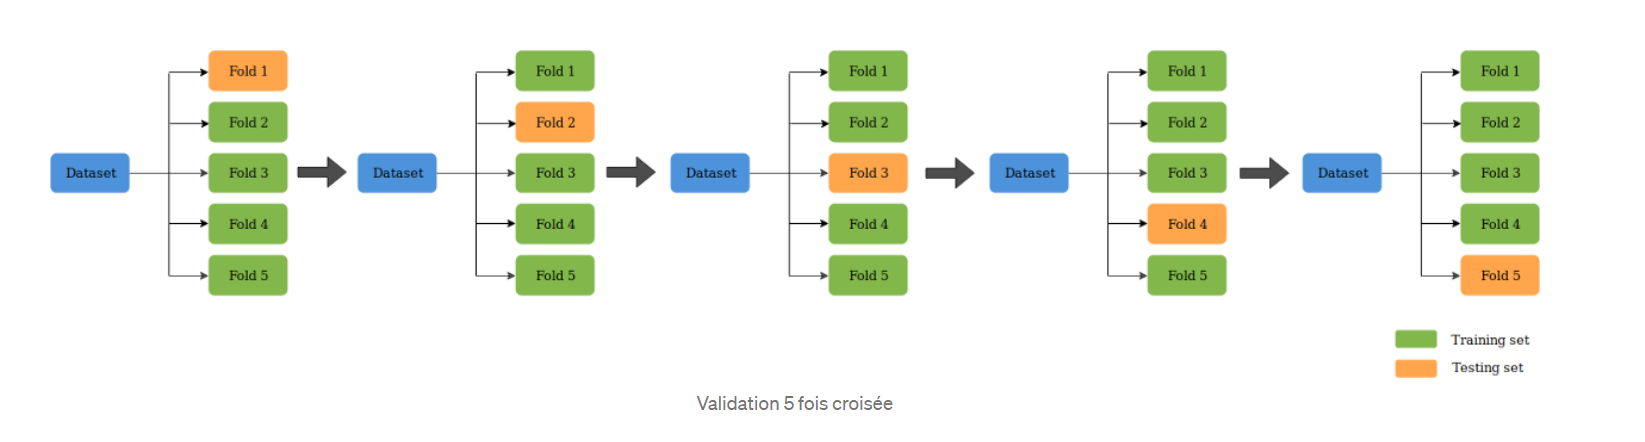 Dataset
Fold 1
Fold 2
Fold 3
Fold 4
Fold 5
Dataset
Fold 1
Fold 2
Fold 3
Fold 4
Fold 5
Dataset
Fold 1
Fold 2
Fold 3
Fold 4
Fold 5
Dataset
Fold 1
Fold 2
Fold 3
Fold 4
Fold 5
Dataset
Fold 1
Fold 2
Fold 3
Fold 4
Fold 5
Training set
Testing set
Validation 5 fois croisée